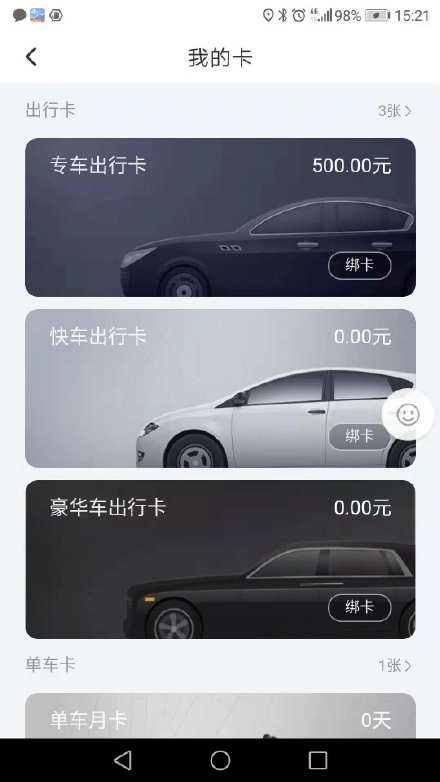 98% 15:21
我的卡
出行卡 3张
专车出行卡 500.00元
绑卡
快车出行卡 0.00元
绑卡
豪华车出行卡 0.00元
绑卡
单车卡 1张
单车月卡 0天